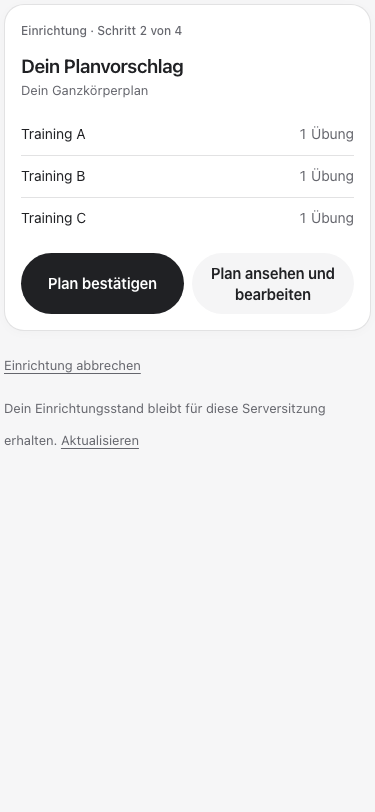 Einrichtung · Schritt 2 von 4
Dein Planvorschlag
Dein Ganzkörperplan
Training A 1 Übung
Training B 1 Übung
Training C 1 Übung
Plan bestätigen
Plan ansehen und
bearbeiten
Einrichtung abbrechen
Dein Einrichtungsstand bleibt für diese Serversitzung
erhalten. Aktualisieren